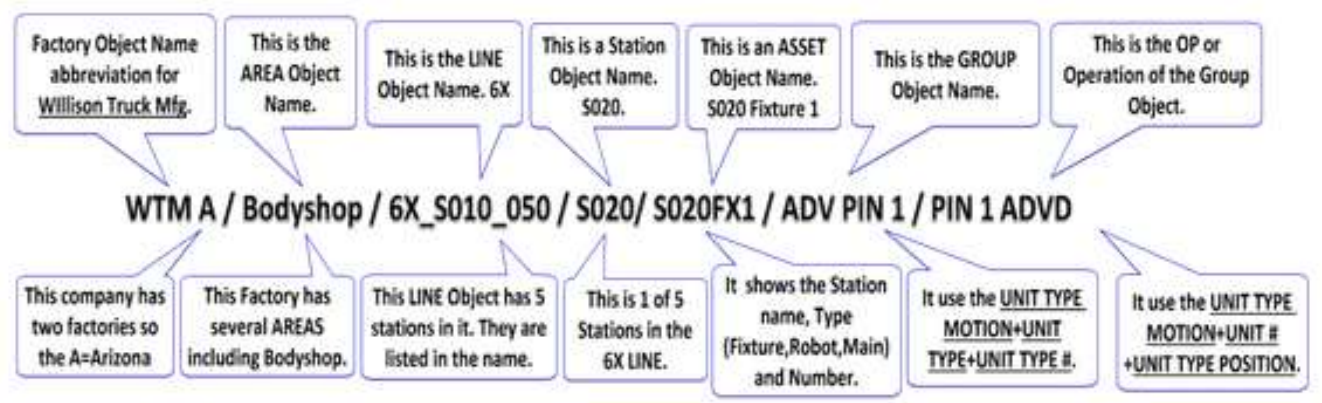 Factory Object Name
abbreviation for
WIllison Truck Mfg.
This is the
AREA Object
Name.
This is the LINE
Object Name. 6X
This is a Station
Object Name.
S020.
This is an ASSET
Object Name.
S020 Fixture 1
This is the GROUP
Object Name.
This is the OP or
Operation of the Group
Object.
WTM A / Bodyshop / 6X_S010_050 / S020/ S020FX1 / ADV PIN 1 / PIN 1 ADVD
This company has
two factories so
the A=Arizona
This Factory has
several AREAS
including Bodyshop.
This LINE Object has 5
stations in it. They are
listed in the name.
This is 1 of 5
Stations in the
6X LINE.
It shows the Station
name, Type
(Fixture,Robot,Main)
and Number.
It use the UNIT TYPE
MOTION+UNIT
TYPE+UNIT TYPE #.
It use the UNIT TYPE
MOTION+UNIT #
+UNIT TYPE POSITION.